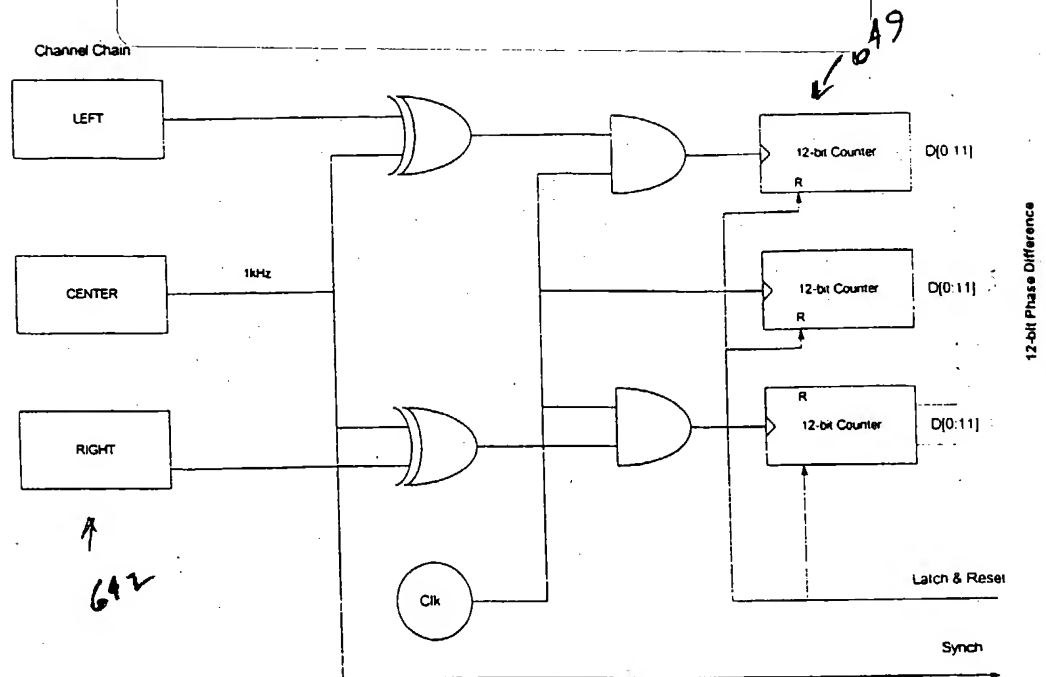 649
Channel Chain
LEFT
12-bit Counter
D[0 11]
R
CENTER
1kHz
12-bit Counter
D[0:11]
R
12-bit Phase Difference
RIGHT
R
12-bit Counter
D[0:11]
642
Clk
Latch & Reset
Synch